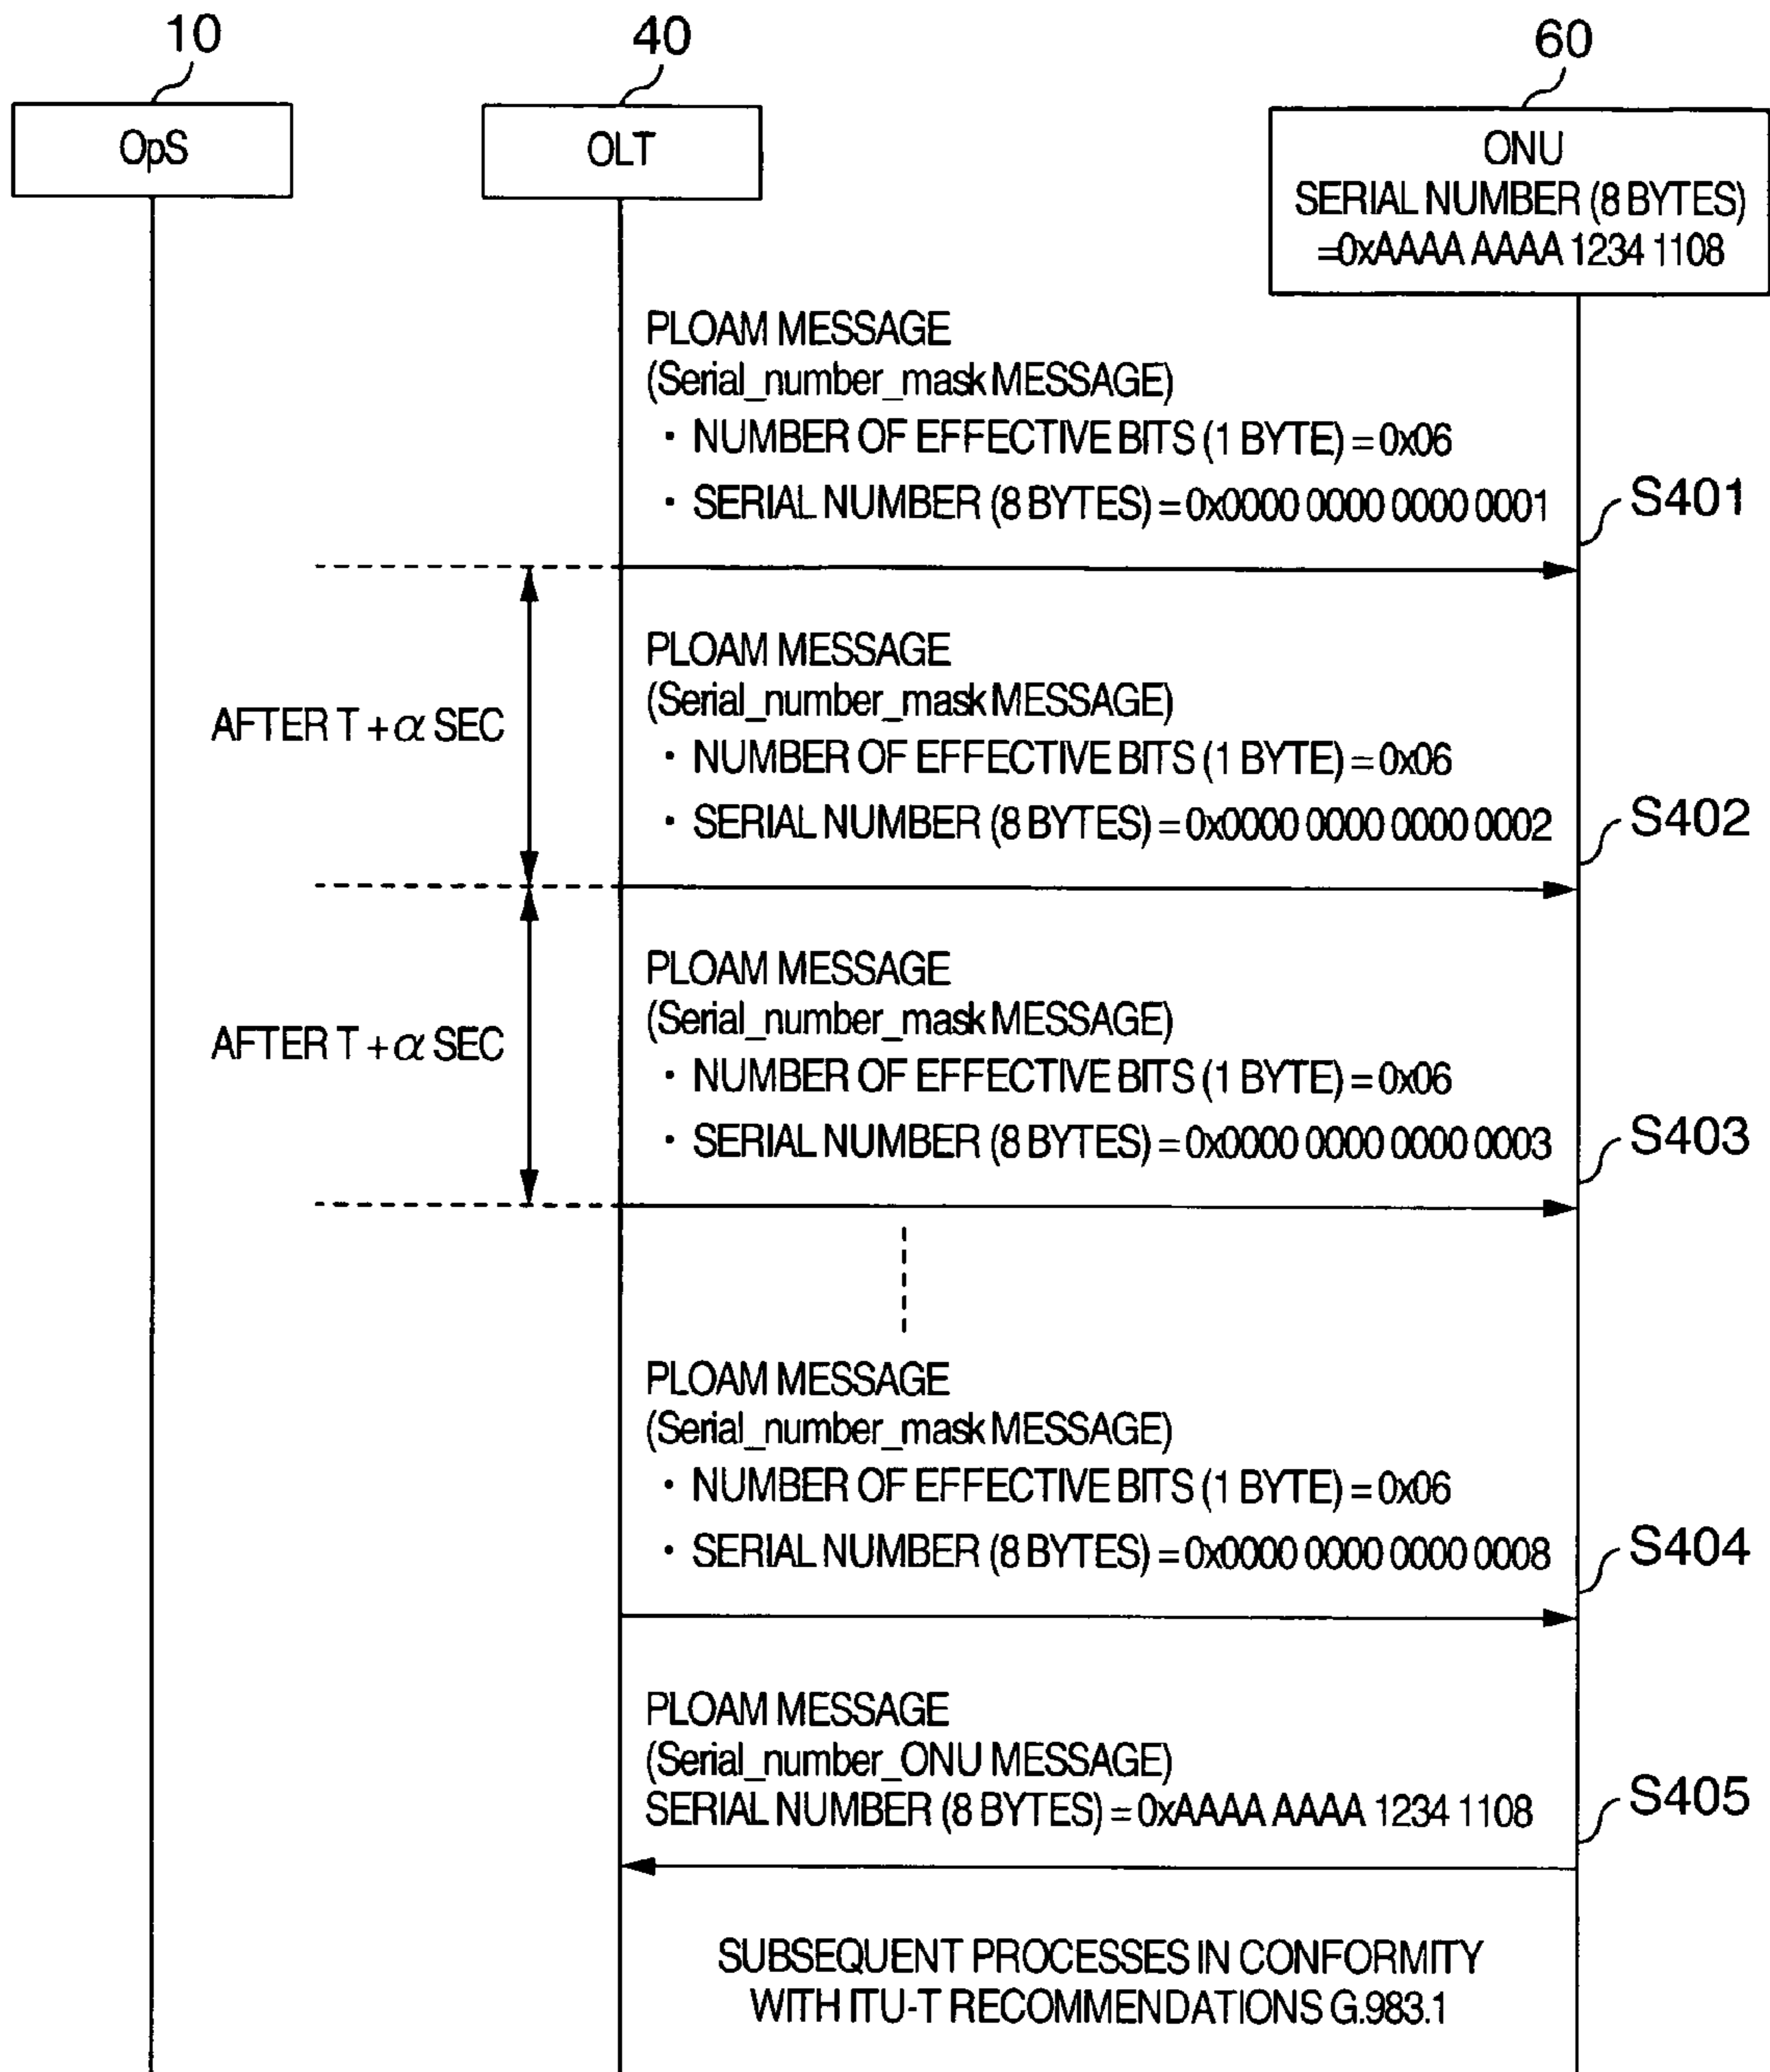 10
40
60
OpS
OLT
ONU
SERIAL NUMBER (8 BYTES)
=0xAAAA AAAA 1234 1108
PLOAM MESSAGE
(Serial_number_mask MESSAGE)
・ NUMBER OF EFFECTIVE BITS (1 BYTE) = 0x06
・ SERIAL NUMBER (8 BYTES) = 0x0000 0000 0000 0001
S401
AFTER T + α SEC
PLOAM MESSAGE
(Serial_number_mask MESSAGE)
・ NUMBER OF EFFECTIVE BITS (1 BYTE) = 0x06
・ SERIAL NUMBER (8 BYTES) = 0x0000 0000 0000 0002
S402
AFTER T + α SEC
PLOAM MESSAGE
(Serial_number_mask MESSAGE)
・ NUMBER OF EFFECTIVE BITS (1 BYTE) = 0x06
・ SERIAL NUMBER (8 BYTES) = 0x0000 0000 0000 0003
S403
PLOAM MESSAGE
(Serial_number_mask MESSAGE)
・ NUMBER OF EFFECTIVE BITS (1 BYTE) = 0x06
・ SERIAL NUMBER (8 BYTES) = 0x0000 0000 0000 0008
S404
PLOAM MESSAGE
(Serial_number_ONU MESSAGE)
SERIAL NUMBER (8 BYTES) = 0xAAAA AAAA 1234 1108
S405
SUBSEQUENT PROCESSES IN CONFORMITY
WITH ITU-T RECOMMENDATIONS G.983.1